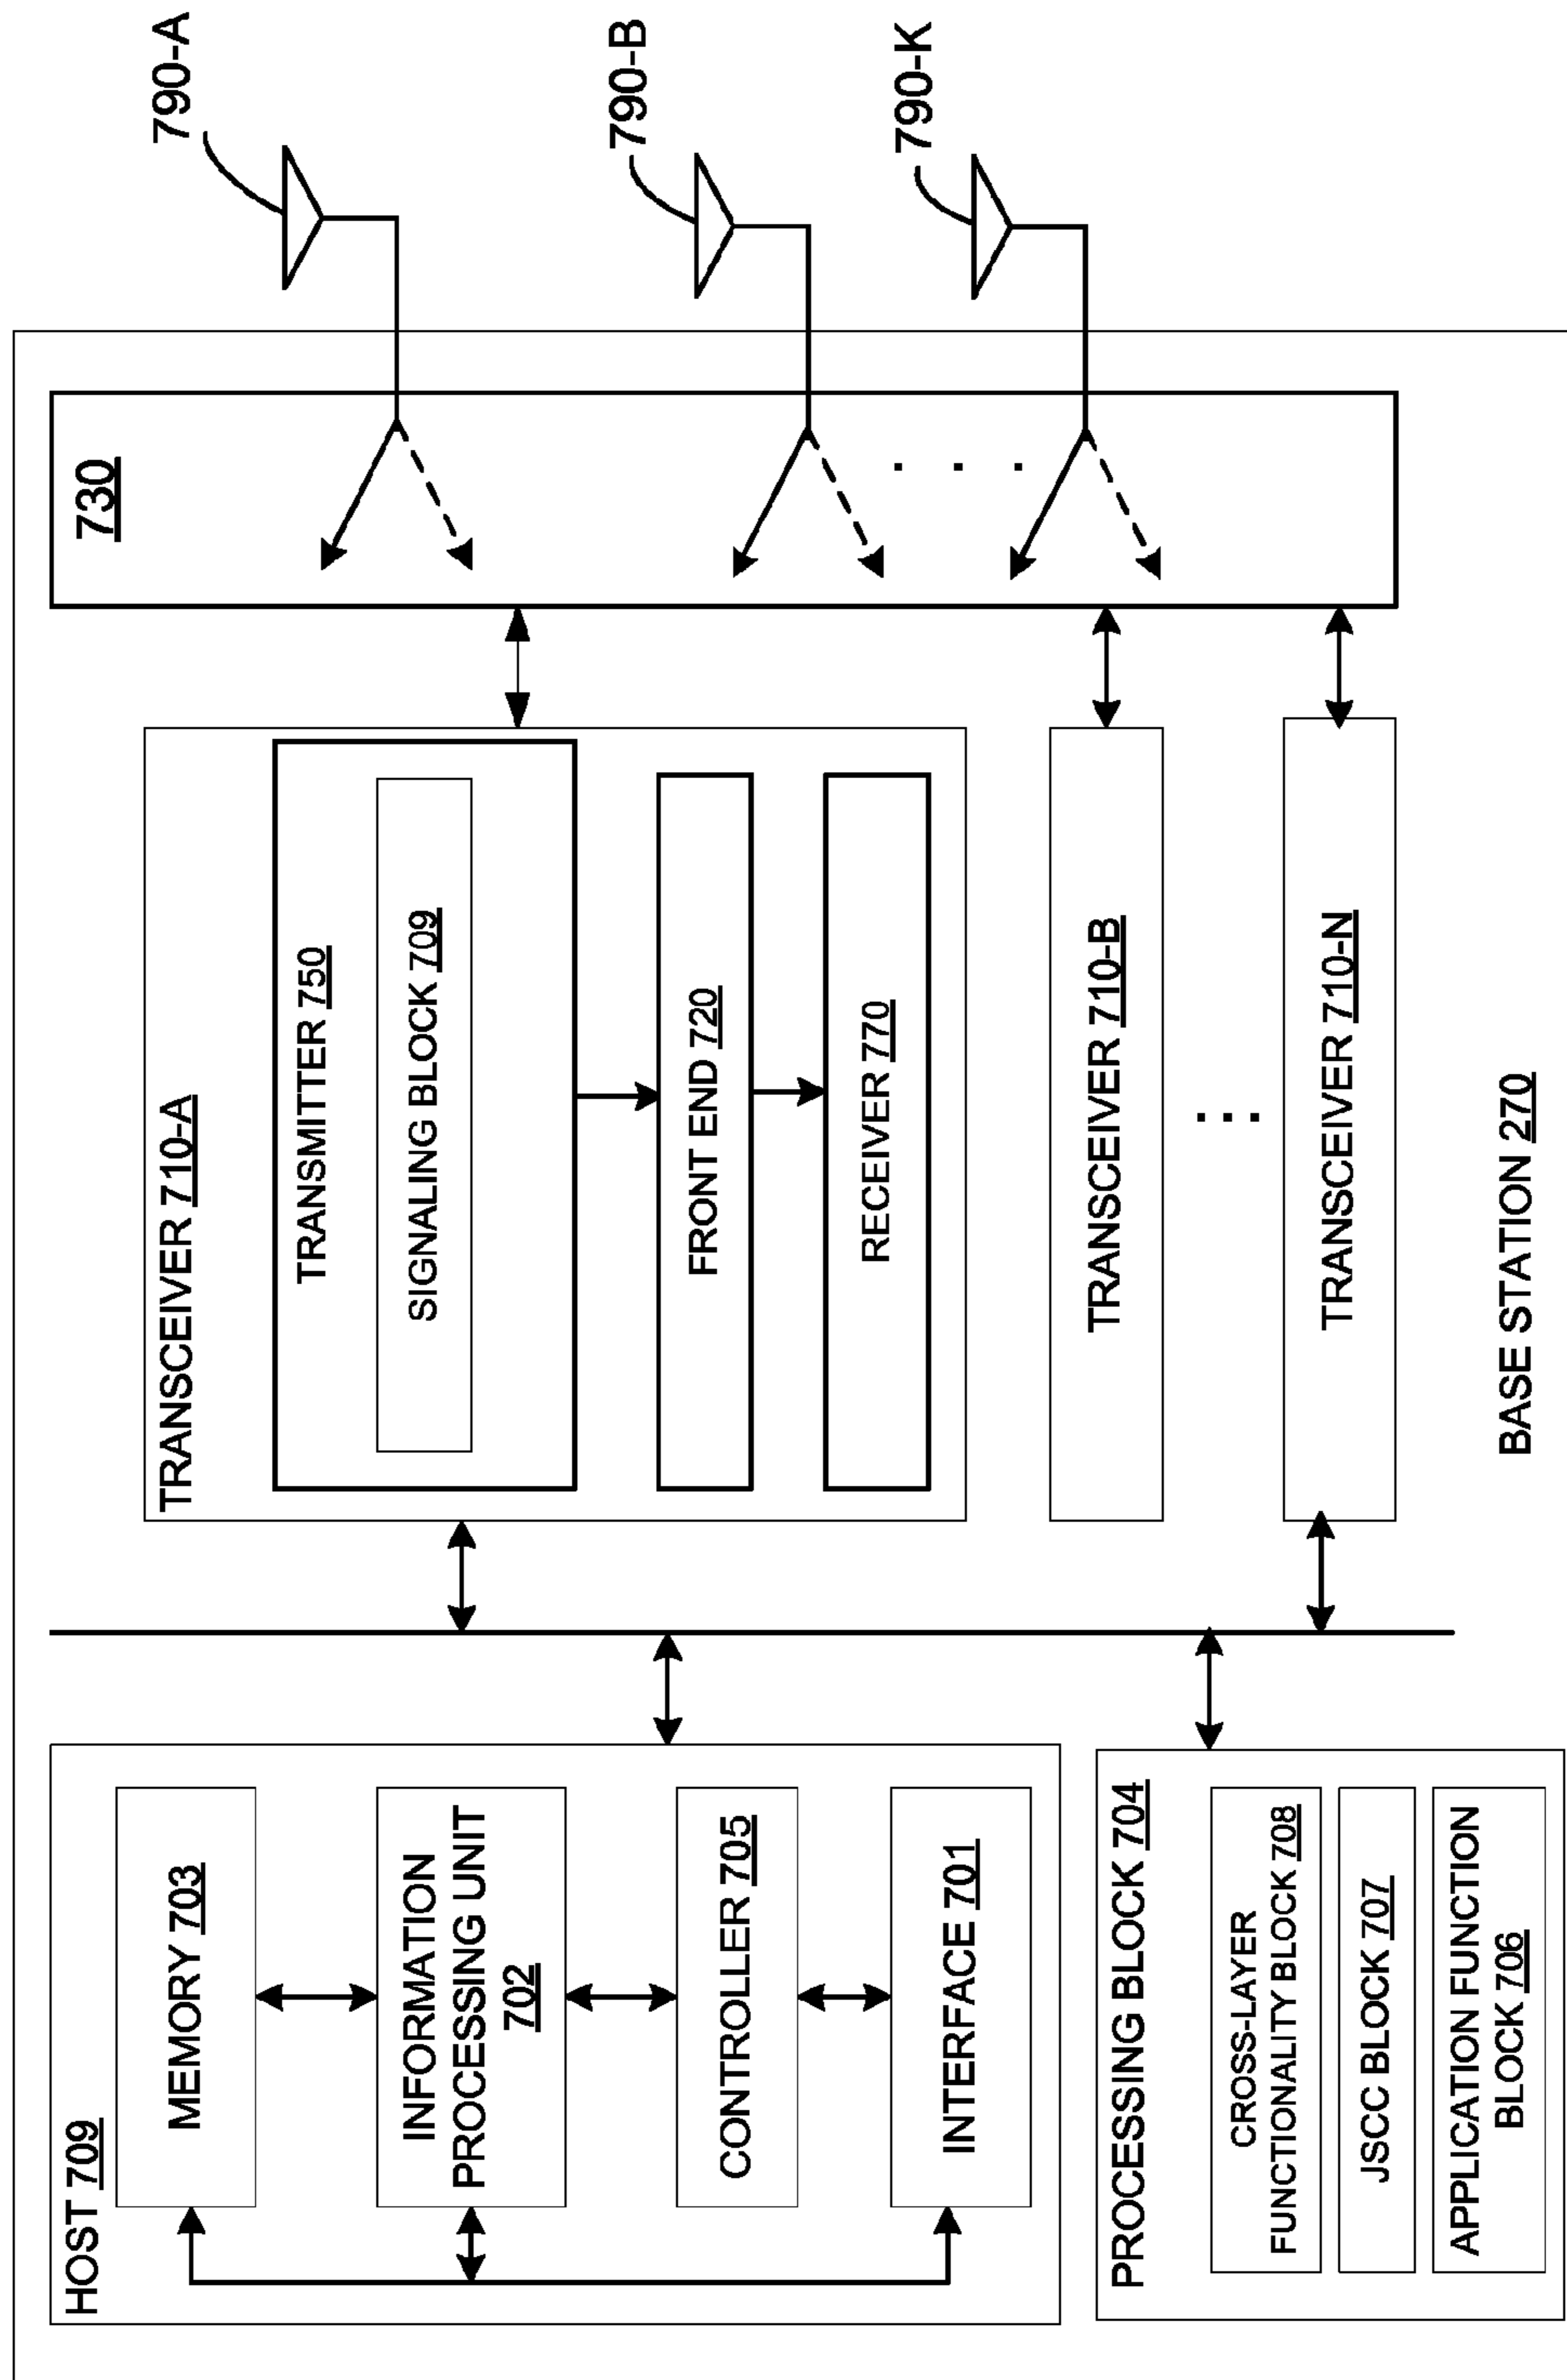 HOST 709
MEMORY 703
INFORMATION
PROCESSING UNIT
702
CONTROLLER 705
INTERFACE 701
PROCESSING BLOCK 704
CROSS-LAYER
FUNCTIONALITY BLOCK 708
JSCC BLOCK 707
APPLICATION FUNCTION
BLOCK 706
TRANSCEIVER 710-A
TRANSMITTER 750
SIGNALING BLOCK 709
FRONT END 720
RECEIVER 770
TRANSCEIVER 710-B
. . .
TRANSCEIVER 710-N
BASE STATION 270
730
. . .
790-A
790-B
790-K